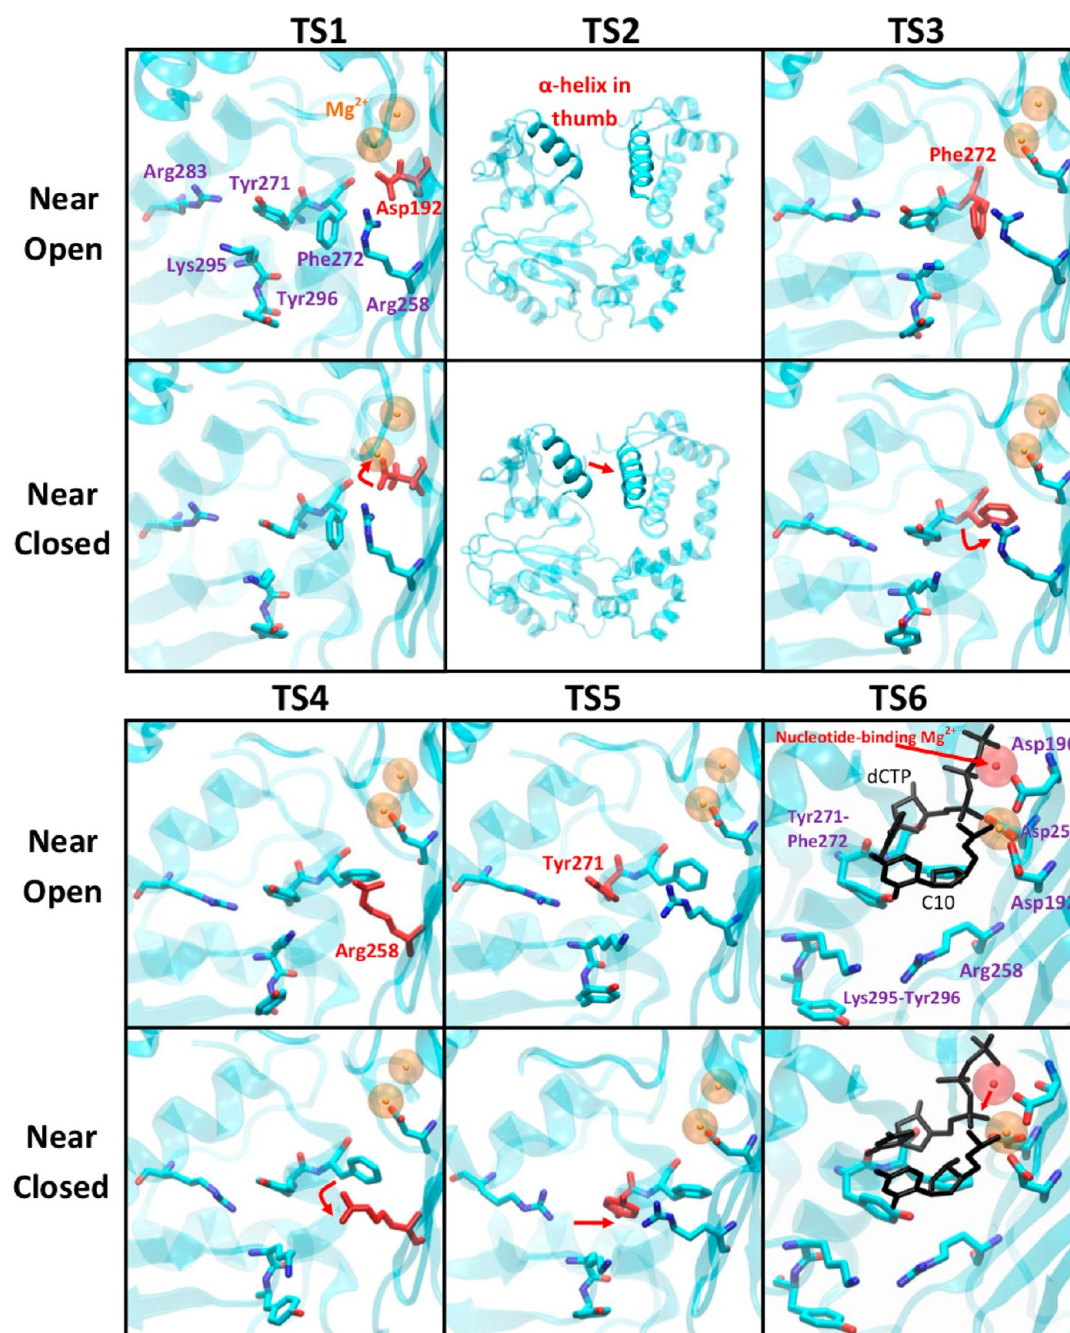 TS1 TS2 TS3
Near
Open
Mg²⁺
Arg283
Tyr271
Asp192
Lys295
Phe272
Tyr296
Arg258
α-helix in
thumb
Phe272
Near
Closed
TS4 TS5 TS6
Near
Open
Arg258
Tyr271
Nucleotide-binding Mg²⁺
Asp190
dCTP
Tyr271-
Phe272
C10
Arg258
Lys295-Tyr296
Near
Closed